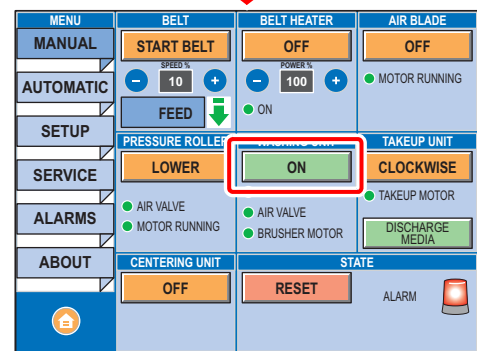 MENU
MANUAL
AUTOMATIC
SETUP
SERVICE
ALARMS
ABOUT
BELT
START BELT
SPEED %
10
FEED
BELT HEATER
OFF
POWER %
100
ON
AIR BLADE
OFF
MOTOR RUNNING
PRESSURE ROLLER
LOWER
AIR VALVE
MOTOR RUNNING
WASHING UNIT
ON
AIR VALVE
BRUSHER MOTOR
TAKEUP UNIT
CLOCKWISE
TAKEUP MOTOR
DISCHARGE
MEDIA
CENTERING UNIT
OFF
STATE
RESET
ALARM